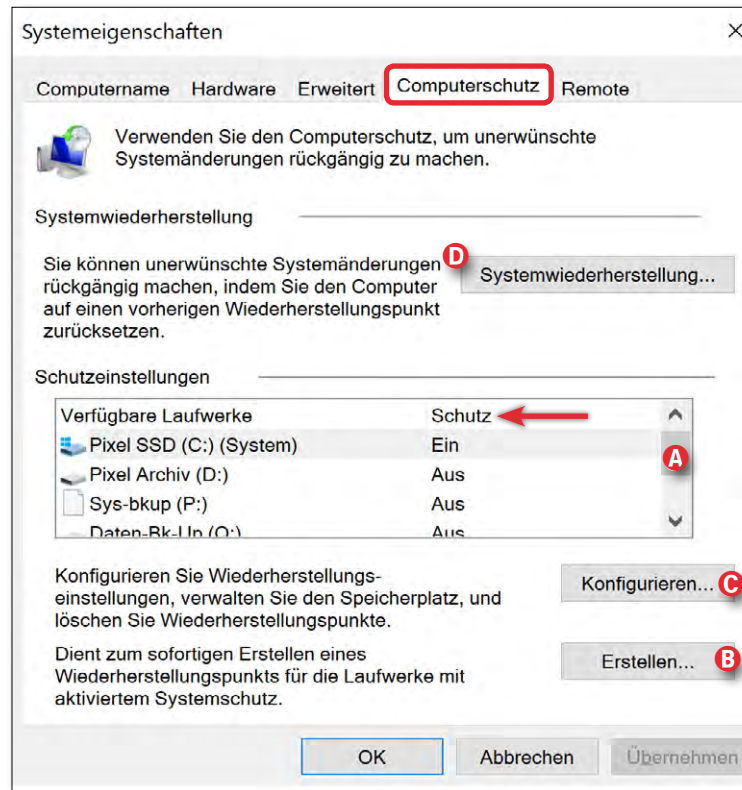 Systemeigenschaften
Computername Hardware Erweitert Computerschutz Remote
Verwenden Sie den Computerschutz, um unerwünschte
Systemänderungen rückgängig zu machen.
Systemwiederherstellung
Sie können unerwünschte Systemänderungen
rückgängig machen, indem Sie den Computer
auf einen vorherigen Wiederherstellungspunkt
zurücksetzen.
D Systemwiederherstellung...
Schutzeinstellungen
Verfügbare Laufwerke Schutz
Pixel SSD (C:) (System) Ein
A
Pixel Archiv (D:) Aus
Sys-bkup (P:) Aus
Daten-Bk-Up (Q:) Aus
Konfigurieren Sie Wiederherstellungs-
einstellungen, verwalten Sie den Speicherplatz, und
löschen Sie Wiederherstellungspunkte.
Konfigurieren... C
Dient zum sofortigen Erstellen eines
Wiederherstellungspunkts für die Laufwerke mit
aktiviertem Systemschutz.
Erstellen... B
OK Abbrechen Übernehmen